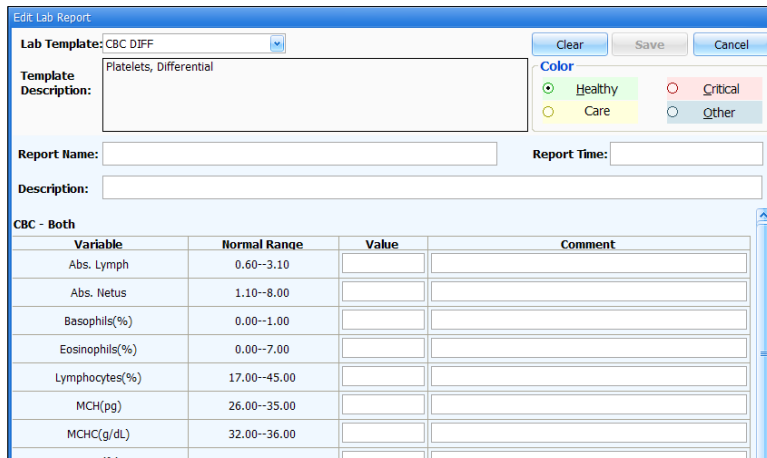 Edit Lab Report
Lab Template: CBC DIFF
Clear
Save
Cancel
Template Description:
Platelets, Differential
Color
Healthy
Critical
Care
Other
Report Name:
Report Time:
Description:
CBC - Both
Variable Normal Range Value Comment
Abs. Lymph 0.60--3.10
Abs. Netus 1.10--8.00
Basophils(%) 0.00--1.00
Eosinophils(%) 0.00--7.00
Lymphocytes(%) 17.00--45.00
MCH(pg) 26.00--35.00
MCHC(g/dL) 32.00--36.00